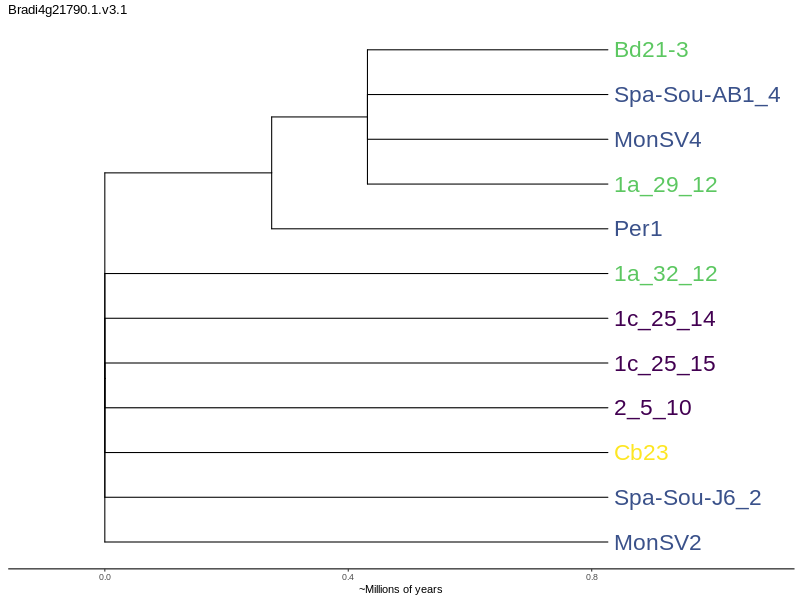 Bradi4g21790.1.v3.1
Bd21-3
Spa-Sou-AB1_4
MonSV4
1a_29_12
Per1
1a_32_12
1c_25_14
1c_25_15
2_5_10
Cb23
Spa-Sou-J6_2
MonSV2
0.0 0.4 0.8
~Millions of years